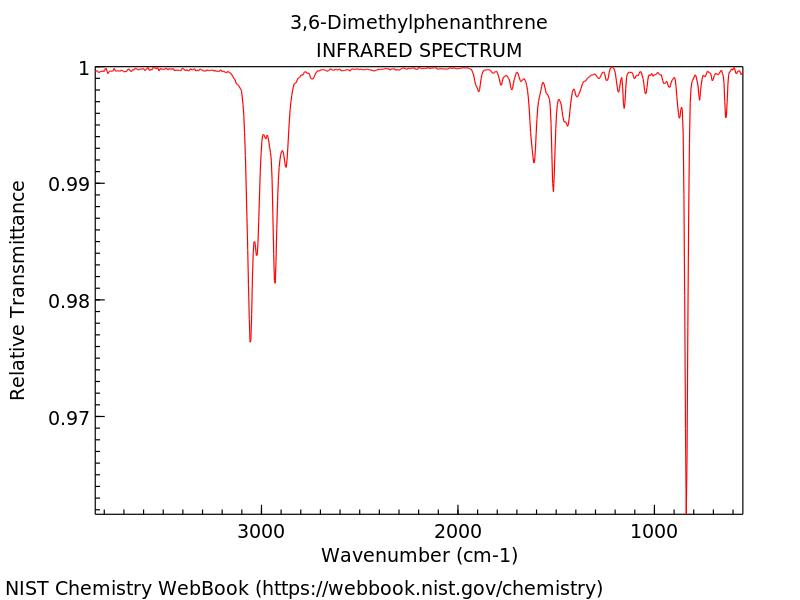 3,6-Dimethylphenanthrene
INFRARED SPECTRUM
1
0.99
0.98
0.97
Relative Transmittance
3000 2000 1000
Wavenumber (cm-1)
NIST Chemistry WebBook (https://webbook.nist.gov/chemistry)